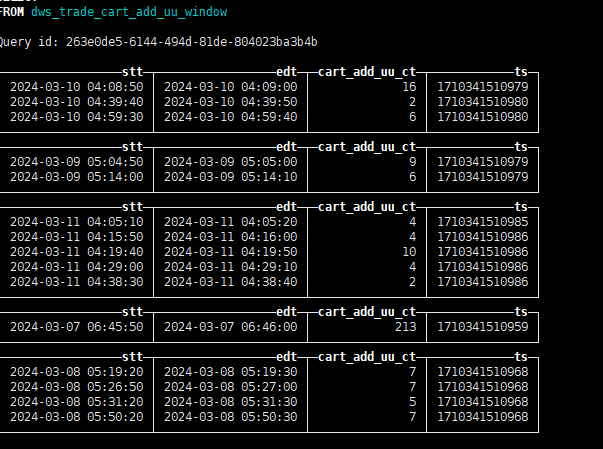 FROM dws_trade_cart_add_uu_window
Query id: 263e0de5-6144-494d-81de-804023ba3b4b
stt edt cart_add_uu_ct ts
2024-03-10 04:08:50 2024-03-10 04:09:00 16 1710341510979
2024-03-10 04:39:40 2024-03-10 04:39:50 2 1710341510980
2024-03-10 04:59:30 2024-03-10 04:59:40 6 1710341510980
stt edt cart_add_uu_ct ts
2024-03-09 05:04:50 2024-03-09 05:05:00 9 1710341510979
2024-03-09 05:14:00 2024-03-09 05:14:10 6 1710341510979
stt edt cart_add_uu_ct ts
2024-03-11 04:05:10 2024-03-11 04:05:20 4 1710341510985
2024-03-11 04:15:50 2024-03-11 04:16:00 4 1710341510986
2024-03-11 04:19:40 2024-03-11 04:19:50 10 1710341510986
2024-03-11 04:29:00 2024-03-11 04:29:10 4 1710341510986
2024-03-11 04:38:30 2024-03-11 04:38:40 2 1710341510986
stt edt cart_add_uu_ct ts
2024-03-07 06:45:50 2024-03-07 06:46:00 213 1710341510959
stt edt cart_add_uu_ct ts
2024-03-08 05:19:20 2024-03-08 05:19:30 7 1710341510968
2024-03-08 05:26:50 2024-03-08 05:27:00 7 1710341510968
2024-03-08 05:31:20 2024-03-08 05:31:30 5 1710341510968
2024-03-08 05:50:20 2024-03-08 05:50:30 7 1710341510968